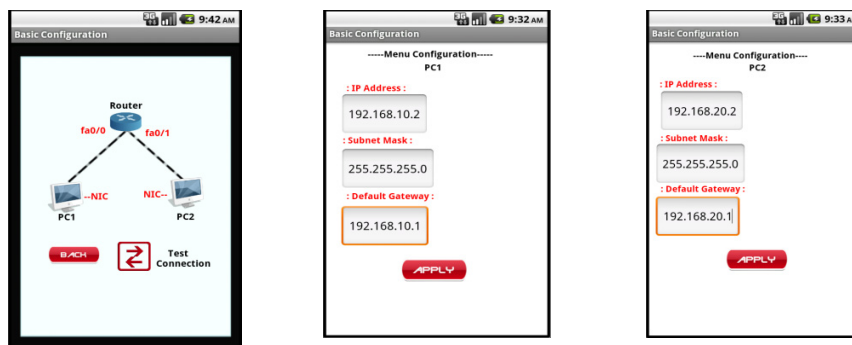 3G 9:42 AM
Basic Configuration
Router
fa0/0 fa0/1
--NIC NIC--
PC1 PC2
BACK
Test
Connection
3G 9:32 AM
Basic Configuration
-----Menu Configuration-----
PC1
: IP Address :
192.168.10.2
: Subnet Mask :
255.255.255.0
: Default Gateway :
192.168.10.1
APPLY
3G 9:33 A
Basic Configuration
----Menu Configuration----
PC2
: IP Address :
192.168.20.2
: Subnet Mask :
255.255.255.0
: Default Gateway :
192.168.20.1
APPLY